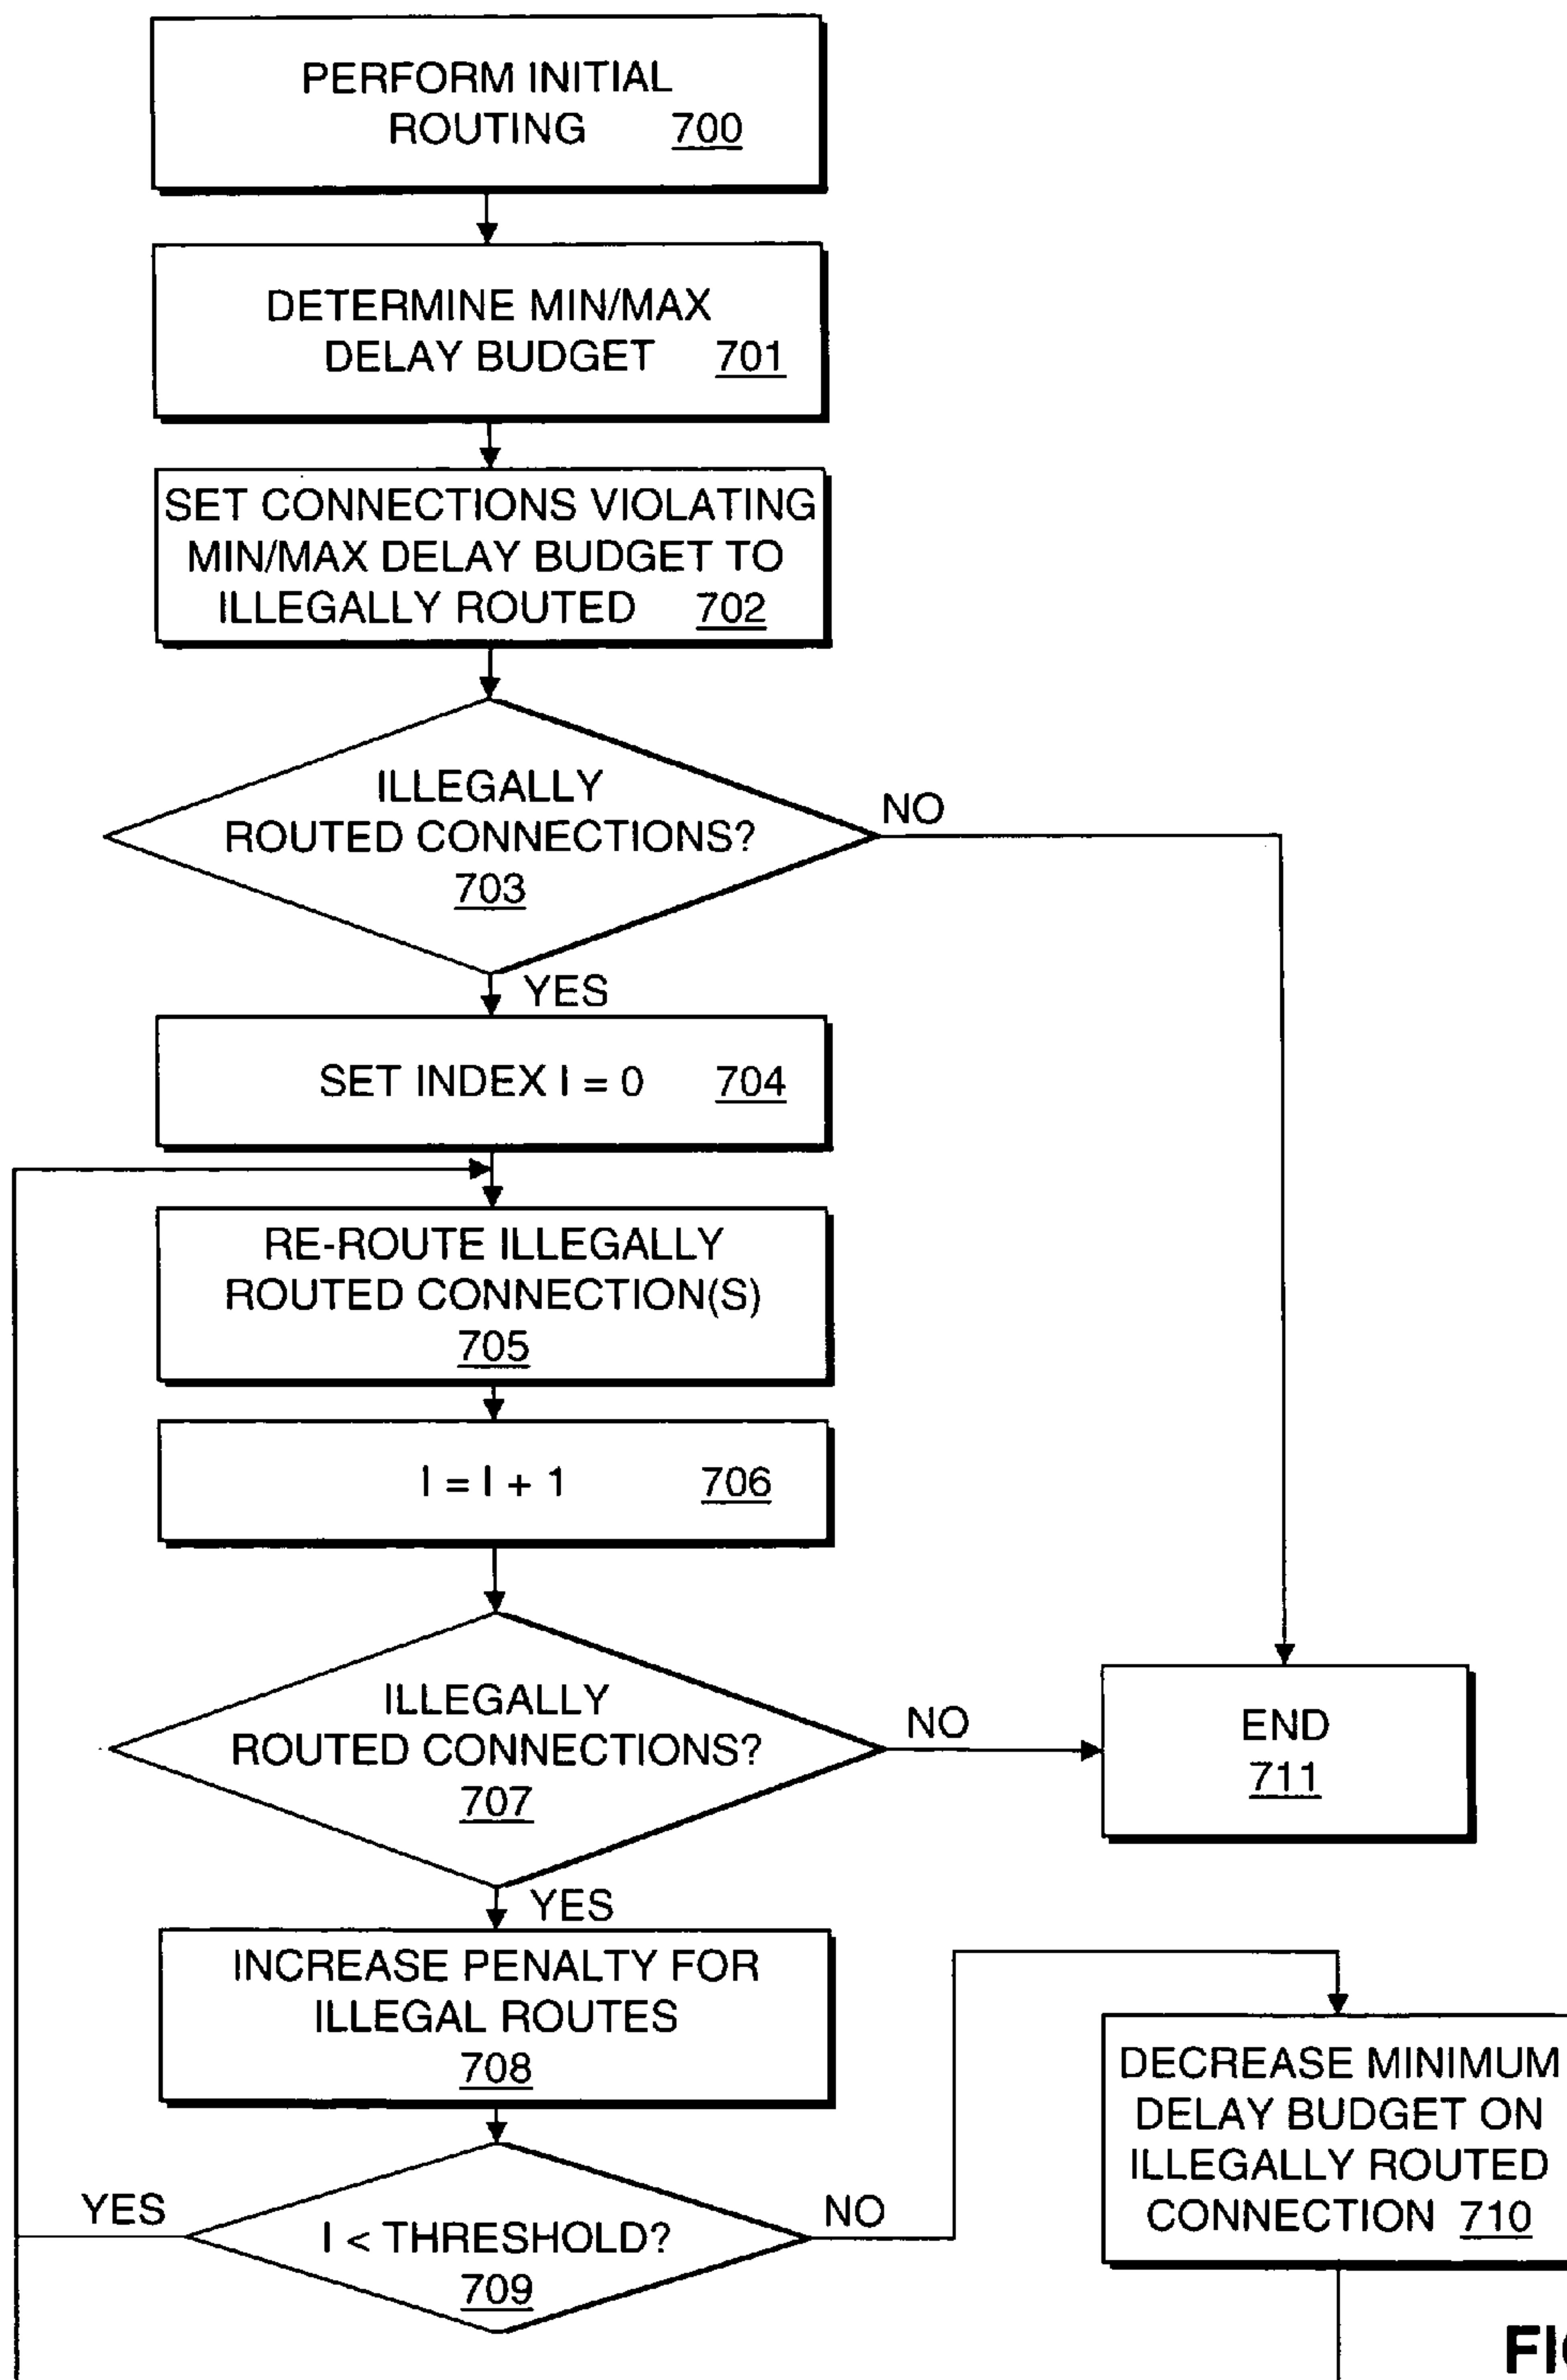 PERFORM INITIAL
ROUTING 700
DETERMINE MIN/MAX
DELAY BUDGET 701
SET CONNECTIONS VIOLATING
MIN/MAX DELAY BUDGET TO
ILLEGALLY ROUTED 702
ILLEGALLY
ROUTED CONNECTIONS?
703
NO
YES
SET INDEX I = 0 704
RE-ROUTE ILLEGALLY
ROUTED CONNECTION(S)
705
I = I + 1 706
ILLEGALLY
ROUTED CONNECTIONS?
707
NO
END
711
YES
INCREASE PENALTY FOR
ILLEGAL ROUTES
708
I < THRESHOLD?
709
YES
NO
DECREASE MINIMUM
DELAY BUDGET ON
ILLEGALLY ROUTED
CONNECTION 710